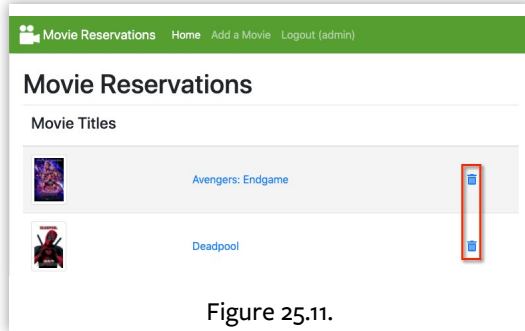 Movie Reservations Home Add a Movie Logout (admin)
Movie Reservations
Movie Titles
Avengers: Endgame
Deadpool
Figure 25.11.